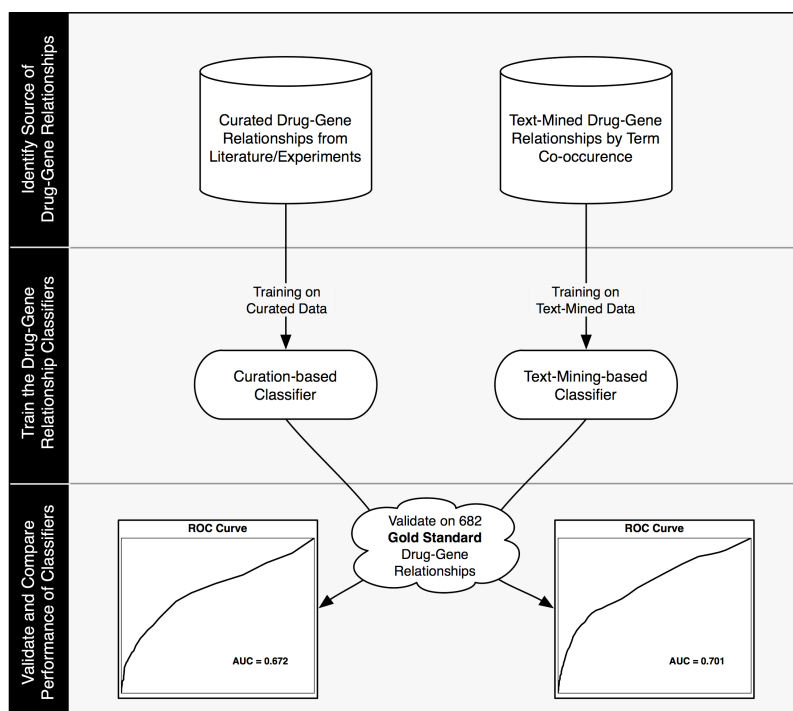 Identify Source of
Drug-Gene Relationships
Curated Drug-Gene
Relationships from
Literature/Experiments
Text-Mined Drug-Gene
Relationships by Term
Co-occurence
Train the Drug-Gene
Relationship Classifiers
Training on
Curated Data
Training on
Text-Mined Data
Curation-based
Classifier
Text-Mining-based
Classifier
Validate and Compare
Performance of Classifiers
Validate on 682
Gold Standard
Drug-Gene
Relationships
ROC Curve
AUC = 0.672
ROC Curve
AUC = 0.701